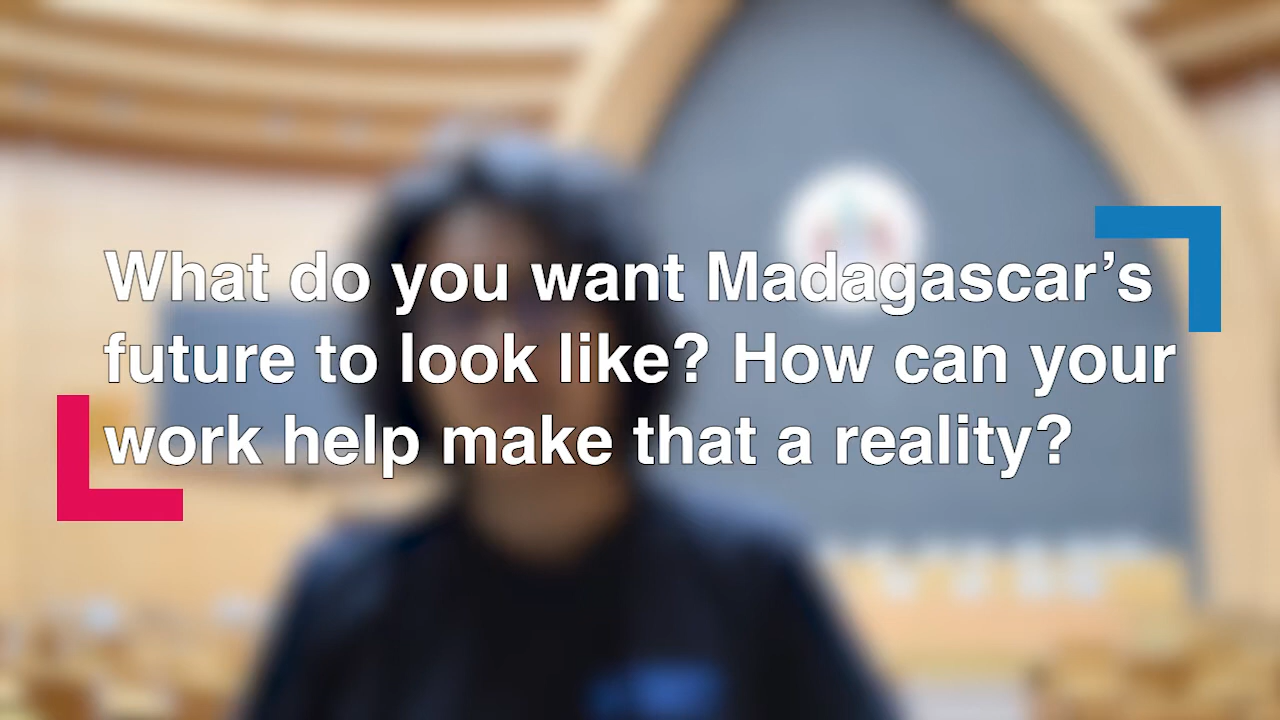 What do you want Madagascar’s
future to look like? How can your
work help make that a reality?